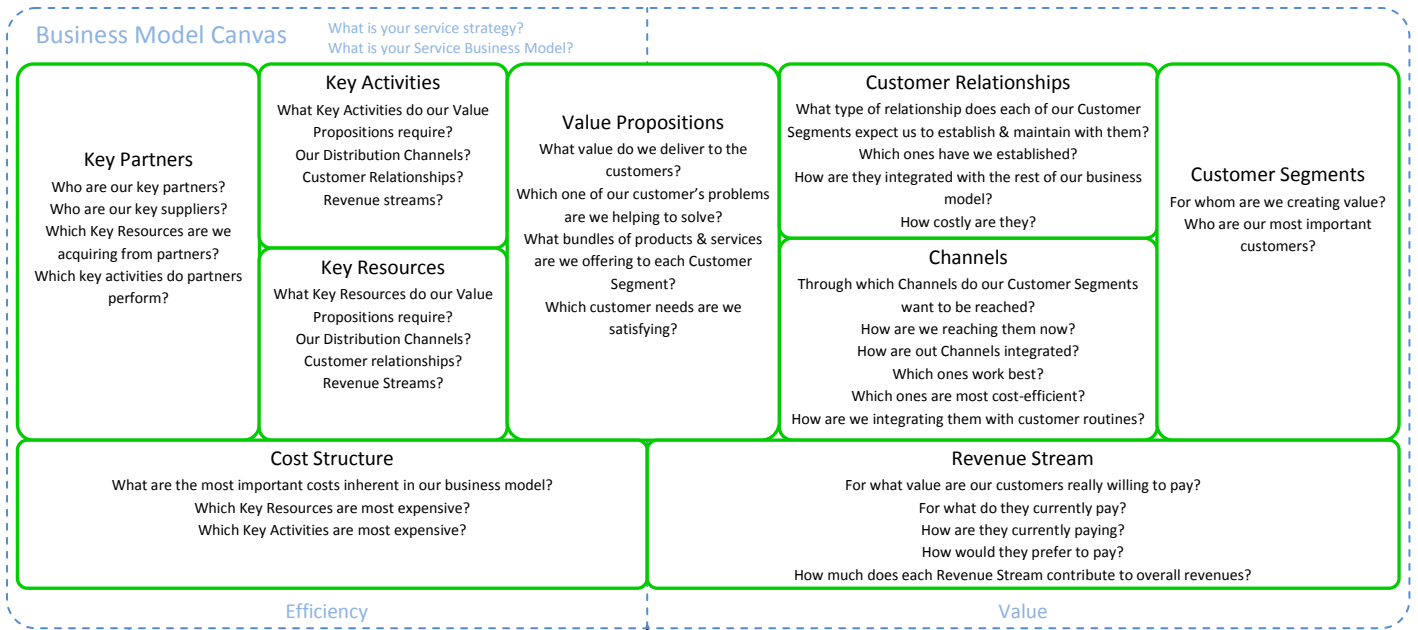 Business Model Canvas
What is your service strategy?
What is your Service Business Model?
Key Partners
Who are our key partners?
Who are our key suppliers?
Which Key Resources are we
acquiring from partners?
Which key activities do partners
perform?
Key Activities
What Key Activities do our Value
Propositions require?
Our Distribution Channels?
Customer Relationships?
Revenue streams?
Key Resources
What Key Resources do our Value
Propositions require?
Our Distribution Channels?
Customer relationships?
Revenue Streams?
Value Propositions
What value do we deliver to the
customers?
Which one of our customer’s problems
are we helping to solve?
What bundles of products & services
are we offering to each Customer
Segment?
Which customer needs are we
satisfying?
Customer Relationships
What type of relationship does each of our Customer
Segments expect us to establish & maintain with them?
Which ones have we established?
How are they integrated with the rest of our business
model?
How costly are they?
Channels
Through which Channels do our Customer Segments
want to be reached?
How are we reaching them now?
How are out Channels integrated?
Which ones work best?
Which ones are most cost-efficient?
How are we integrating them with customer routines?
Customer Segments
For whom are we creating value?
Who are our most important
customers?
Cost Structure
What are the most important costs inherent in our business model?
Which Key Resources are most expensive?
Which Key Activities are most expensive?
Revenue Stream
For what value are our customers really willing to pay?
For what do they currently pay?
How are they currently paying?
How would they prefer to pay?
How much does each Revenue Stream contribute to overall revenues?
Efficiency
Value